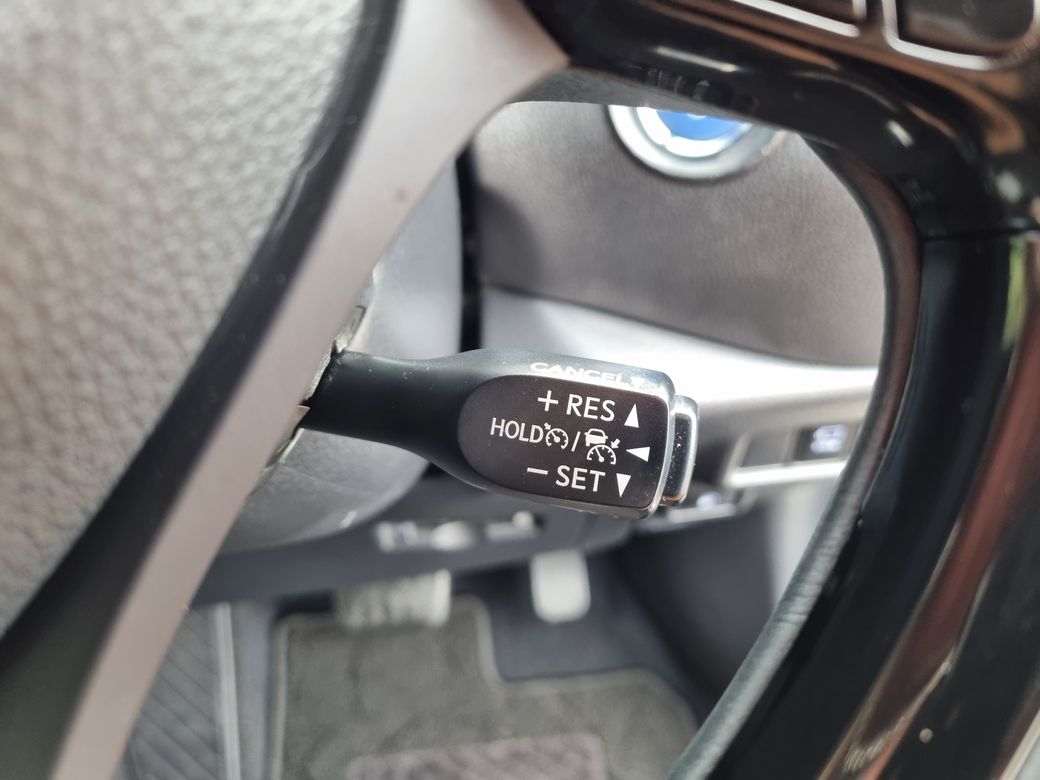 CANCEL
+ RES ▲
HOLD / ◀
− SET ▼